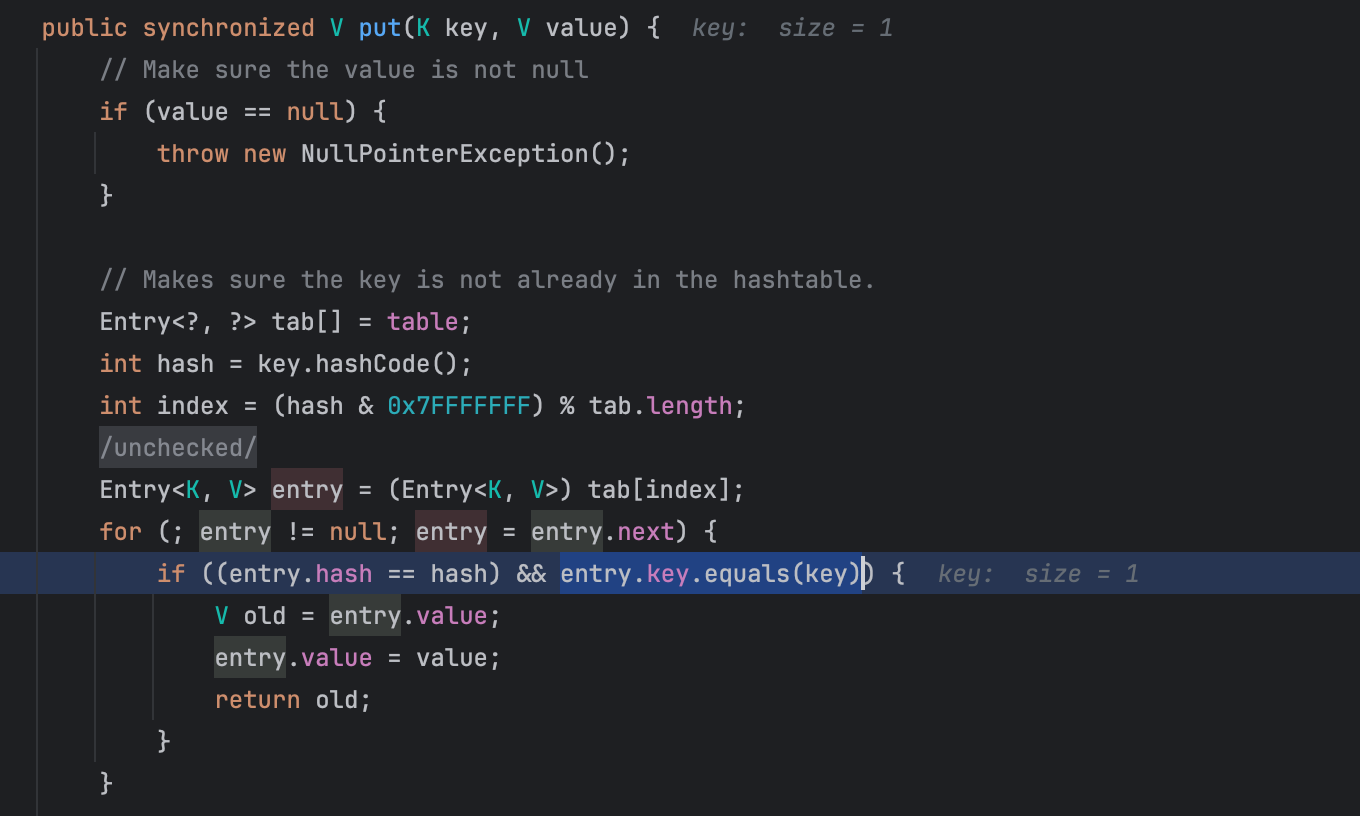 public synchronized V put(K key, V value) {  key:  size = 1
    // Make sure the value is not null
    if (value == null) {
        throw new NullPointerException();
    }

    // Makes sure the key is not already in the hashtable.
    Entry<?, ?> tab[] = table;
    int hash = key.hashCode();
    int index = (hash & 0x7FFFFFFF) % tab.length;
    /unchecked/
    Entry<K, V> entry = (Entry<K, V>) tab[index];
    for (; entry != null; entry = entry.next) {
        if ((entry.hash == hash) && entry.key.equals(key)) {  key:  size = 1
            V old = entry.value;
            entry.value = value;
            return old;
        }
    }